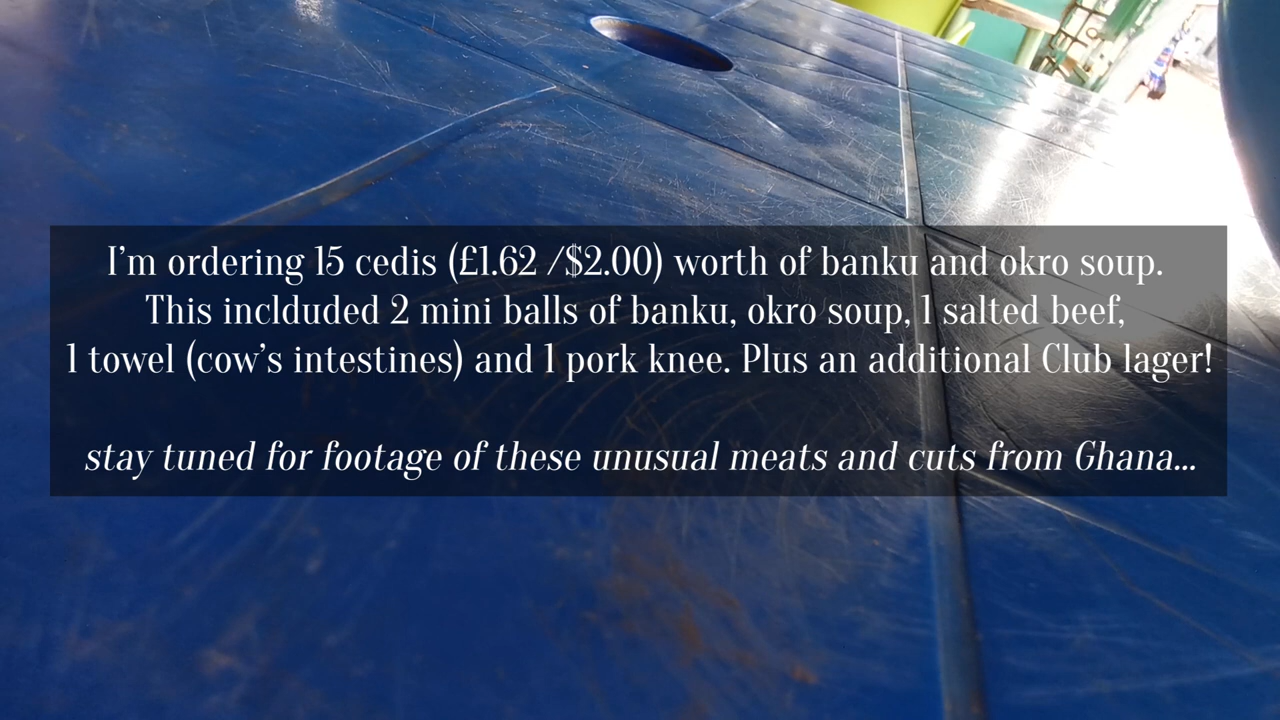 I'm ordering 15 cedis (£1.62 /$2.00) worth of banku and okro soup.
This inclduded 2 mini balls of banku, okro soup, 1 salted beef,
1 towel (cow's intestines) and 1 pork knee. Plus an additional Club lager!
stay tuned for footage of these unusual meats and cuts from Ghana...